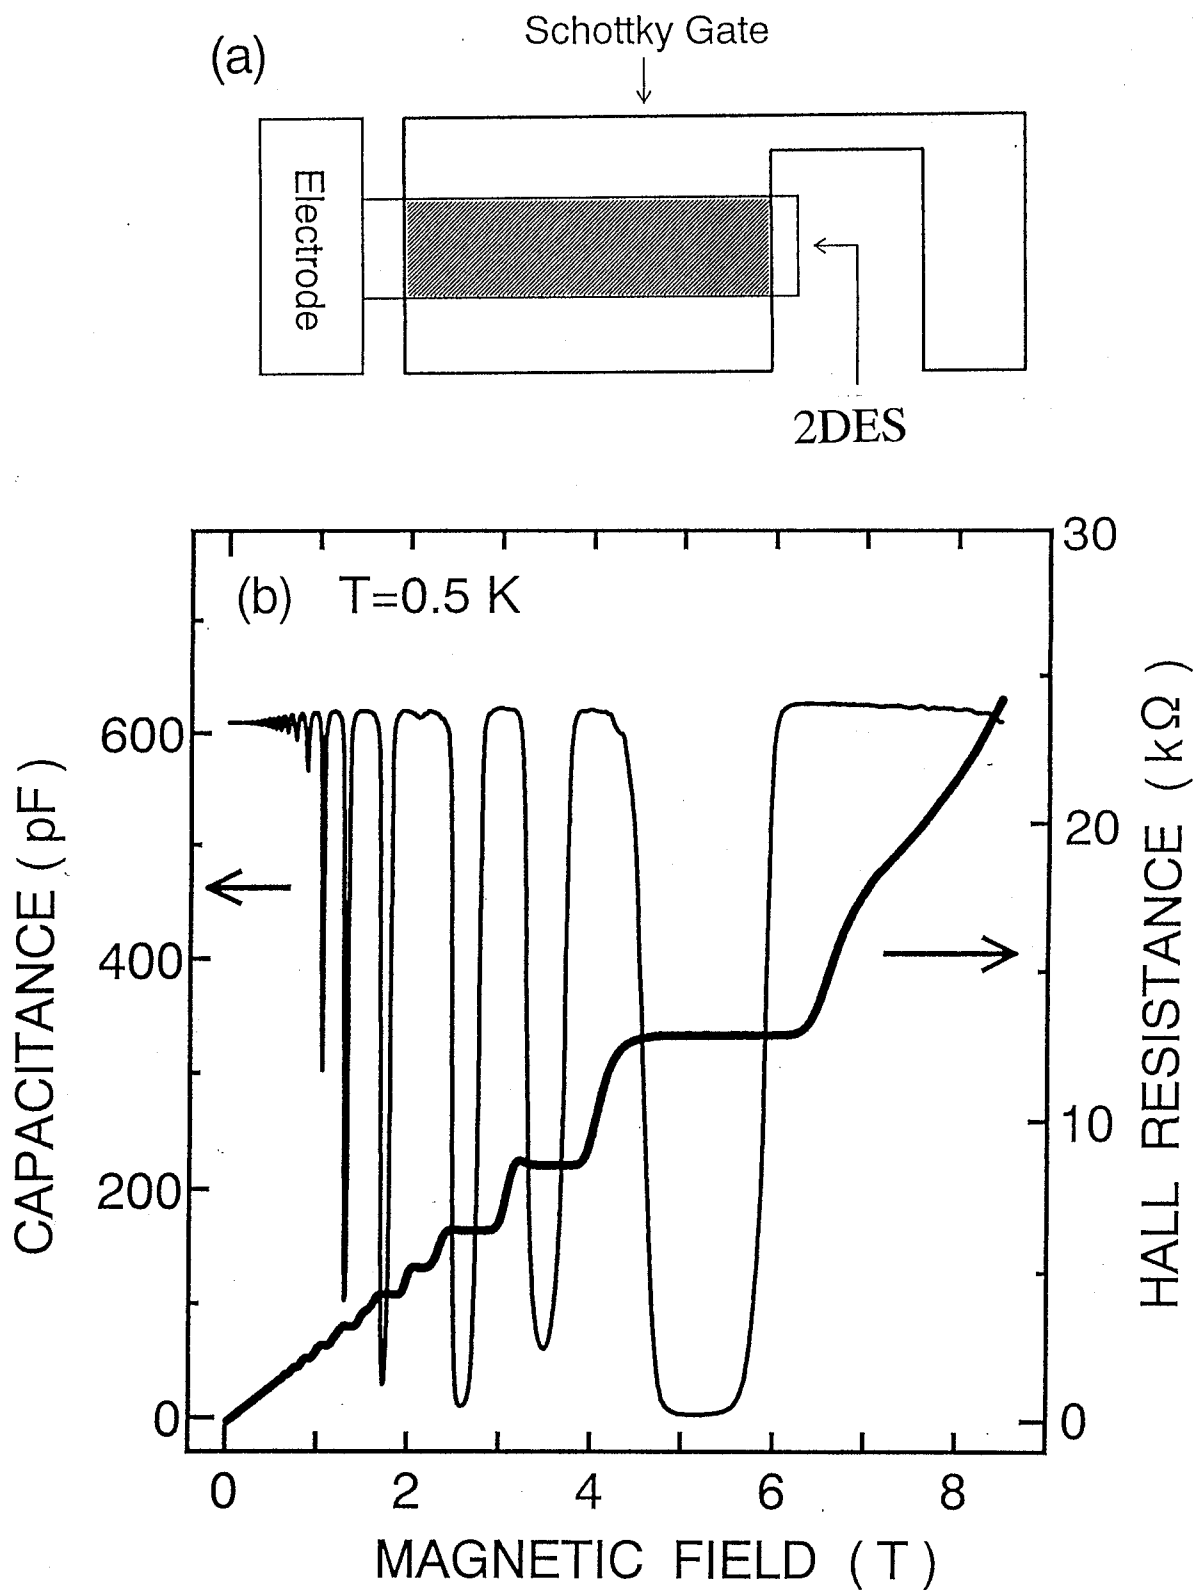 (a)
Schottky Gate
Electrode
2DES
(b) T=0.5 K
CAPACITANCE (pF)
600
400
200
0
HALL RESISTANCE (kΩ)
30
20
10
0
0 2 4 6 8
MAGNETIC FIELD (T)